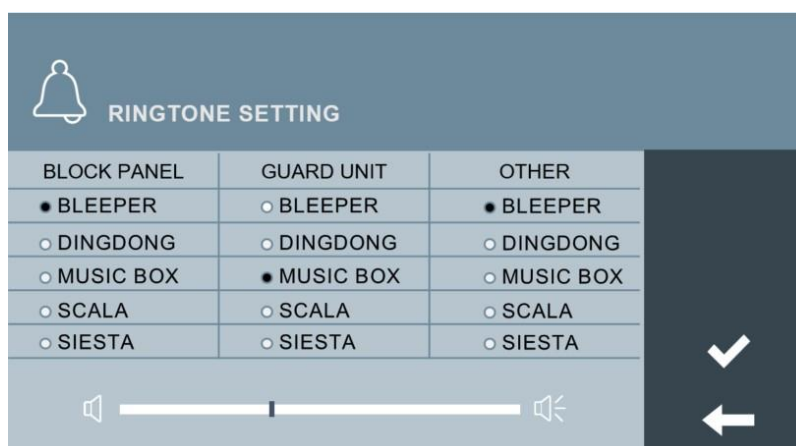 RINGTONE SETTING
BLOCK PANEL GUARD UNIT OTHER
BLEEPER BLEEPER BLEEPER
DINGDONG DINGDONG DINGDONG
MUSIC BOX MUSIC BOX MUSIC BOX
SCALA SCALA SCALA
SIESTA SIESTA SIESTA